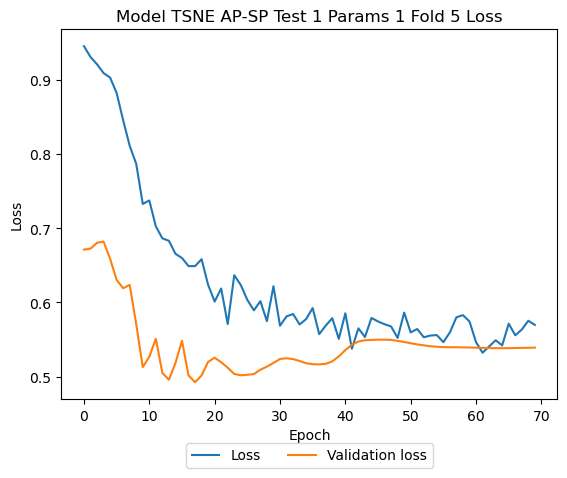 Model TSNE AP-SP Test 1 Params 1 Fold 5 Loss
0.9
0.8
0.7
0.6
0.5
Loss
0 10 20 30 40 50 60 70
Epoch
Loss Validation loss